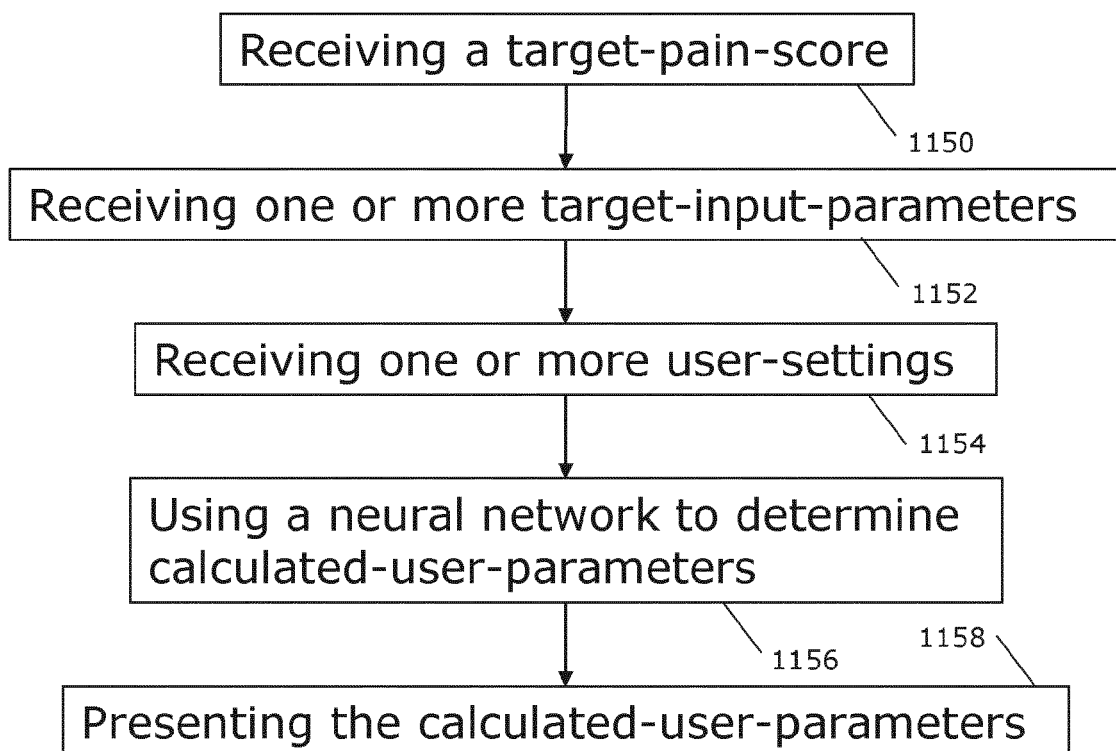 Receiving a target-pain-score
1150
Receiving one or more target-input-parameters
1152
Receiving one or more user-settings
1154
Using a neural network to determine
calculated-user-parameters
1156
1158
Presenting the calculated-user-parameters